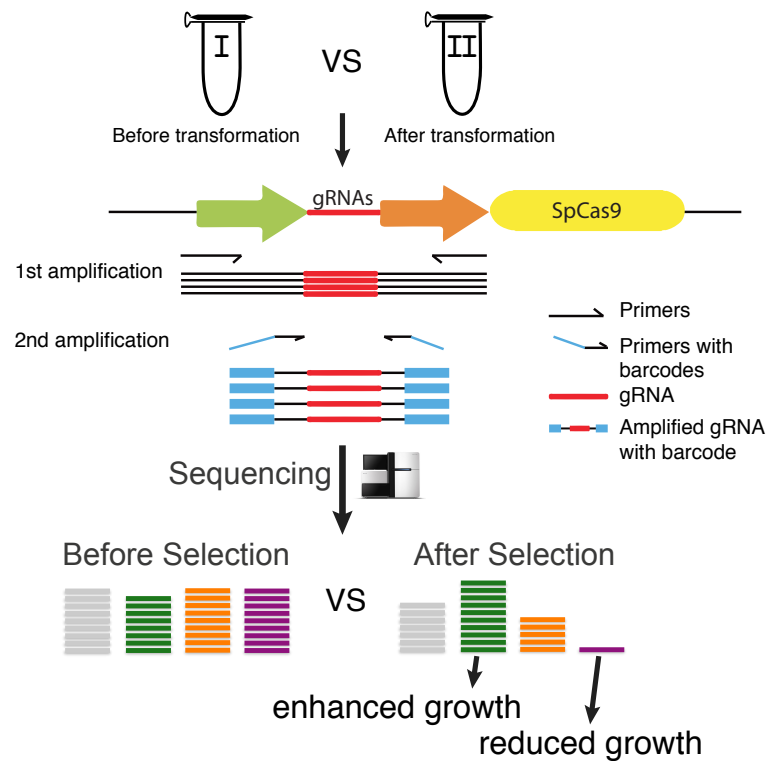 I
VS
II
Before transformation
After transformation
gRNAs
SpCas9
1st amplification
2nd amplification
Primers
Primers with
barcodes
gRNA
Amplified gRNA
with barcode
Sequencing
Before Selection
After Selection
VS
enhanced growth
reduced growth